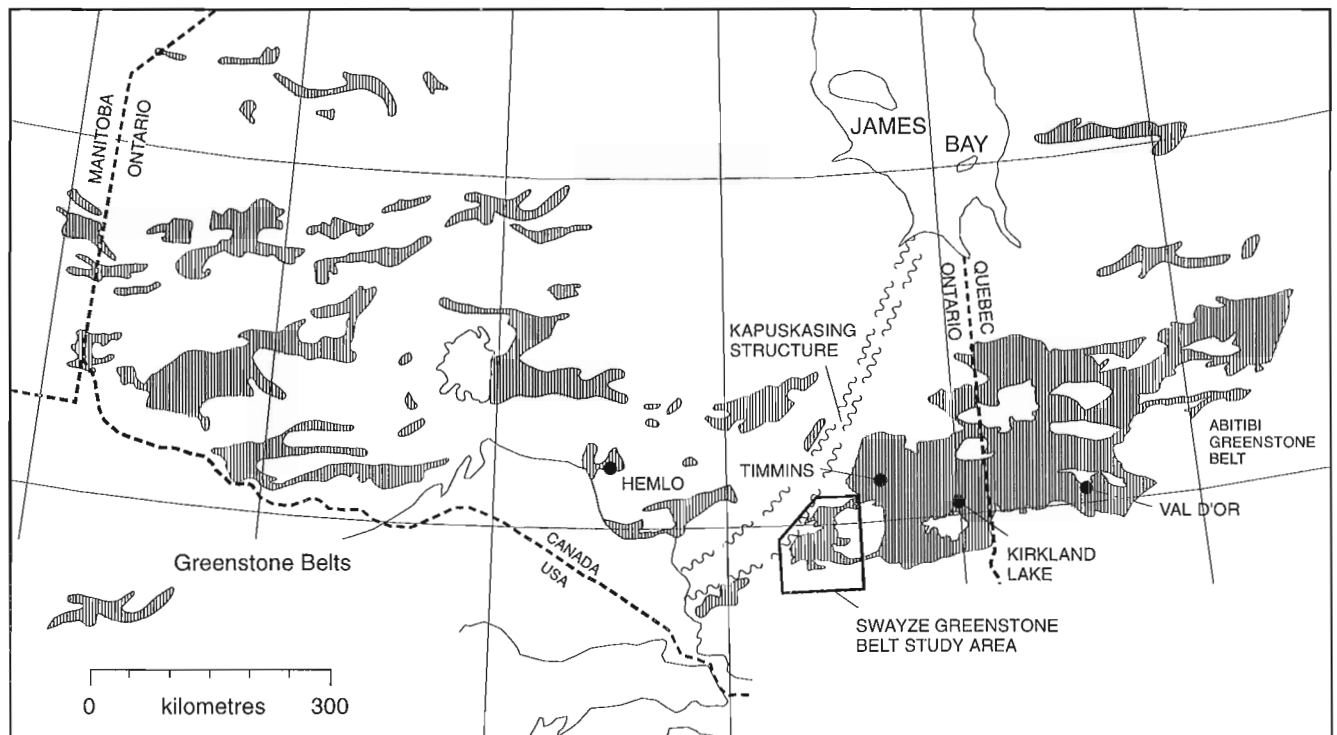 MANITOBA
ONTARIO
JAMES
BAY
ONTARIO
QUEBEC
KAPUSKASING
STRUCTURE
ABITIBI
GREENSTONE
BELT
TIMMINS
HEMLO
VAL D'OR
KIRKLAND
LAKE
CANADA
USA
Greenstone Belts
SWAYZE GREENSTONE
BELT STUDY AREA
0 kilometres 300